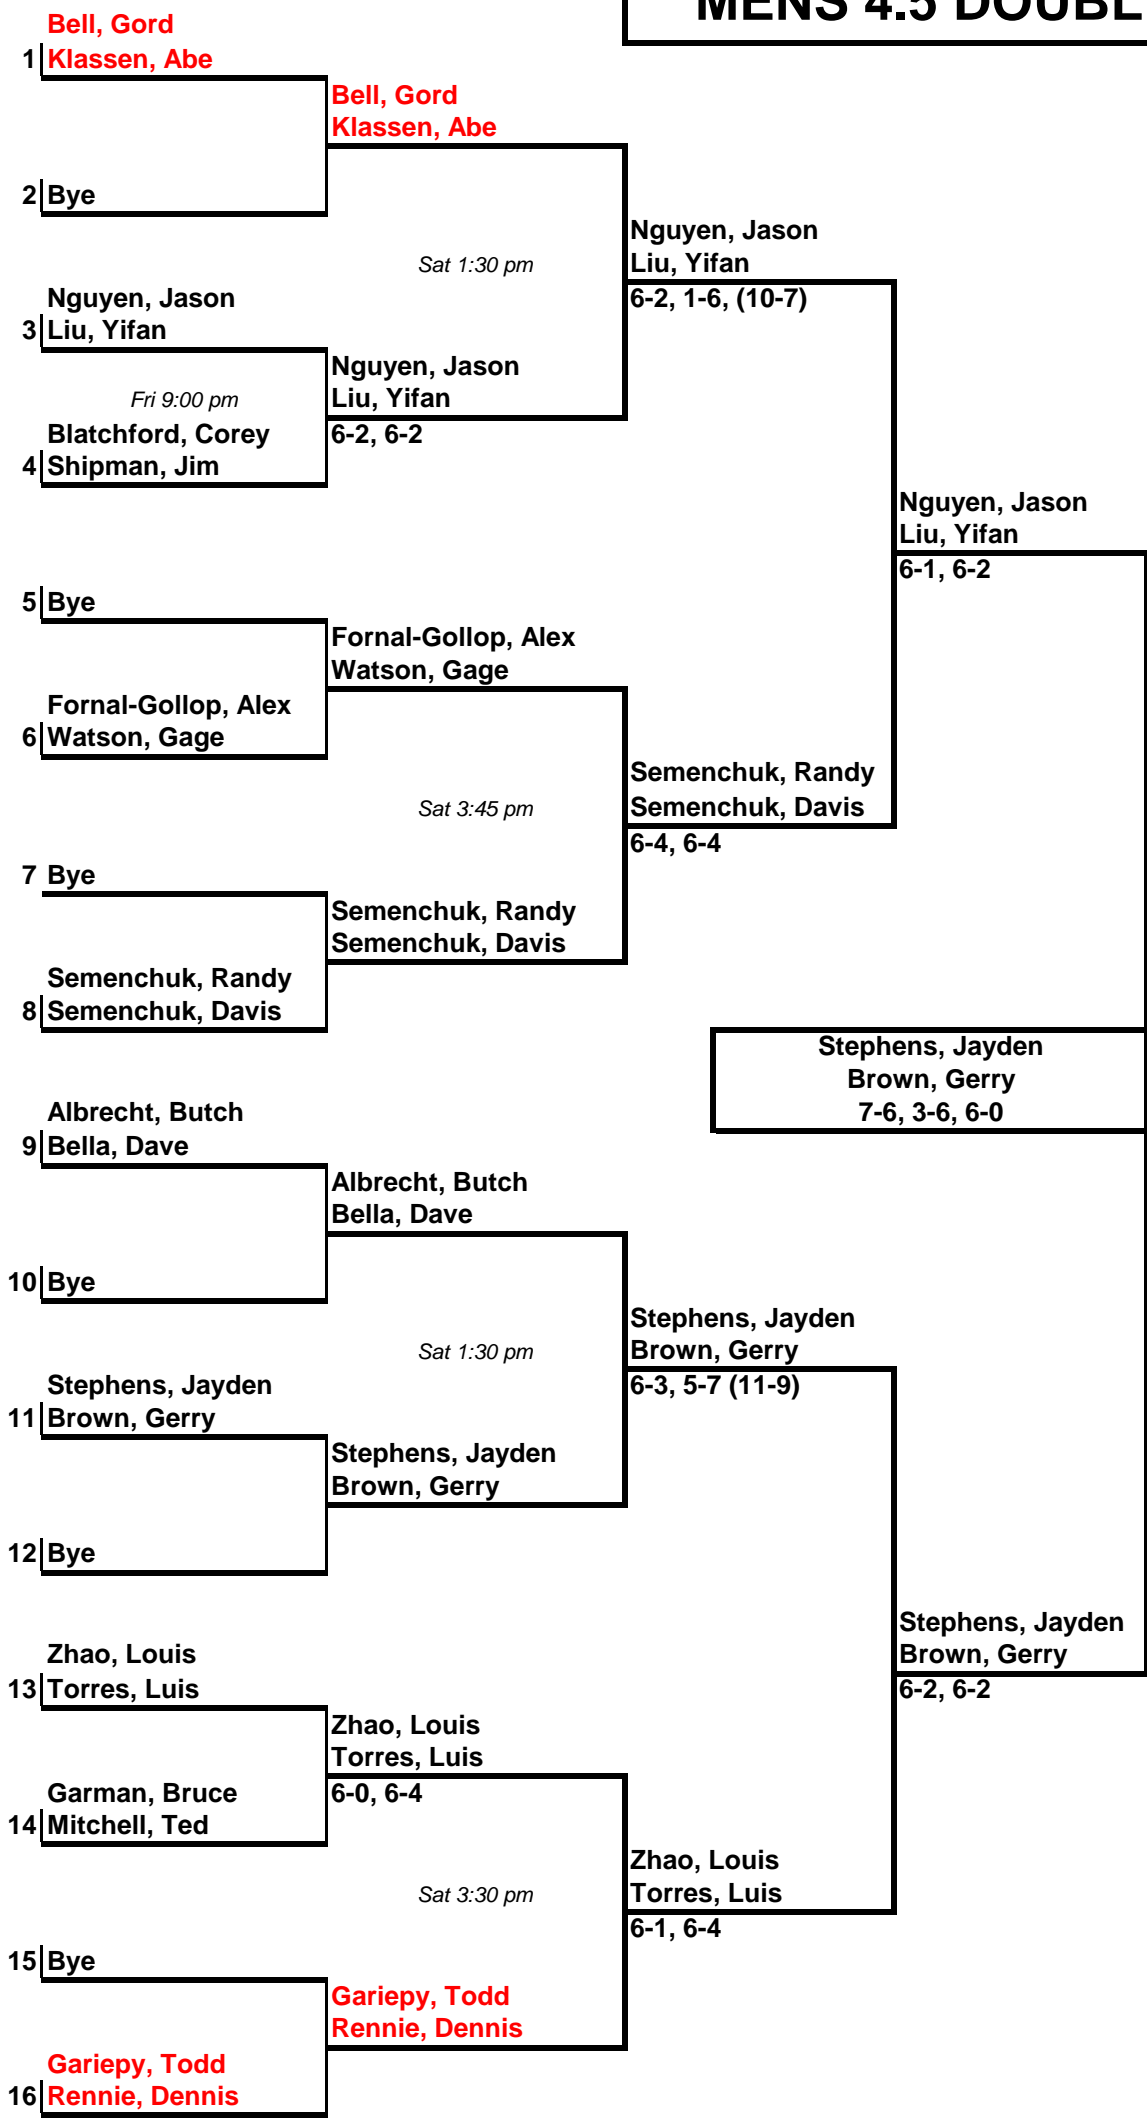 MENS 4.5 DOUBL
Bell, Gord
1 Klassen, Abe
Bell, Gord
Klassen, Abe
2 Bye
Nguyen, Jason
Sat 1:30 pm
Liu, Yifan
6-2, 1-6, (10-7)
Nguyen, Jason
3 Liu, Yifan
Nguyen, Jason
Fri 9:00 pm
Liu, Yifan
Blatchford, Corey
6-2, 6-2
4 Shipman, Jim
Nguyen, Jason
Liu, Yifan
6-1, 6-2
5 Bye
Fornal-Gollop, Alex
Watson, Gage
Fornal-Gollop, Alex
6 Watson, Gage
Semenchuk, Randy
Sat 3:45 pm
Semenchuk, Davis
6-4, 6-4
7 Bye
Semenchuk, Randy
Semenchuk, Davis
Semenchuk, Randy
8 Semenchuk, Davis
Stephens, Jayden
Brown, Gerry
7-6, 3-6, 6-0
Albrecht, Butch
9 Bella, Dave
Albrecht, Butch
Bella, Dave
10 Bye
Stephens, Jayden
Sat 1:30 pm
Brown, Gerry
6-3, 5-7 (11-9)
Stephens, Jayden
11 Brown, Gerry
Stephens, Jayden
Brown, Gerry
12 Bye
Stephens, Jayden
Brown, Gerry
6-2, 6-2
Zhao, Louis
13 Torres, Luis
Zhao, Louis
Torres, Luis
6-0, 6-4
Garman, Bruce
14 Mitchell, Ted
Zhao, Louis
Sat 3:30 pm
Torres, Luis
6-1, 6-4
15 Bye
Gariepy, Todd
Rennie, Dennis
Gariepy, Todd
16 Rennie, Dennis